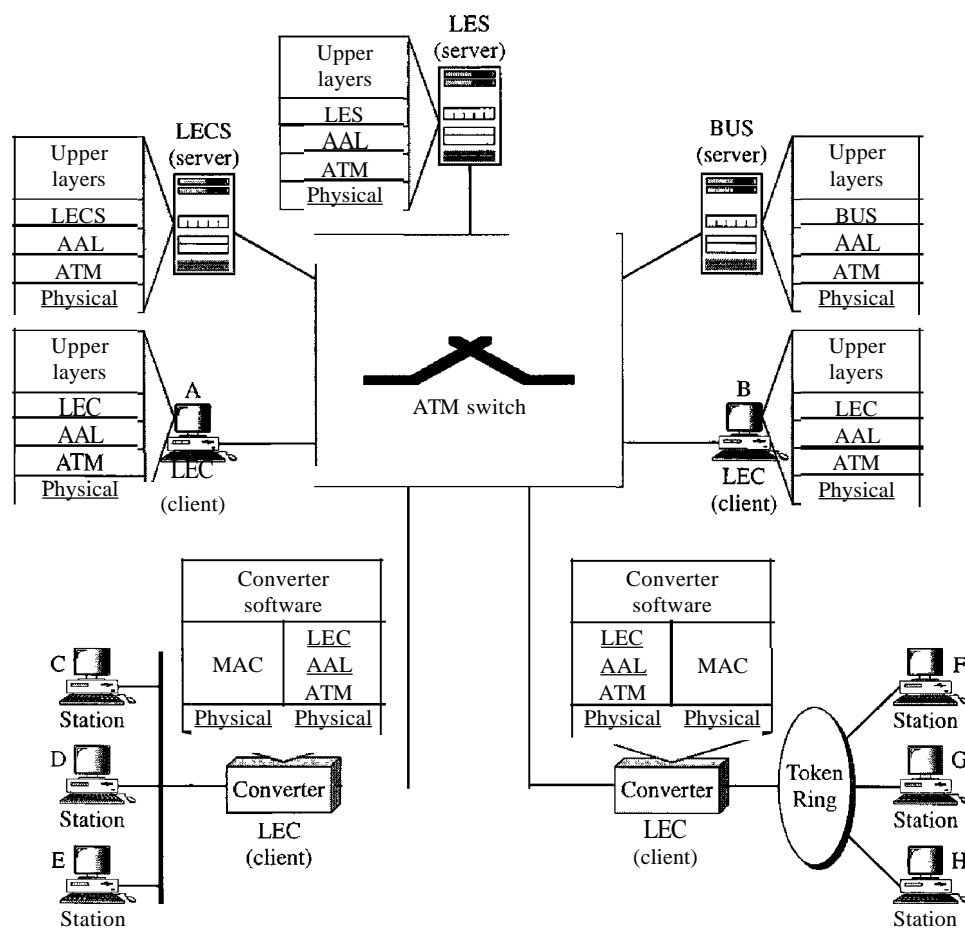 LES
(server)
Upper
layers
LES
AAL
ATM
Physical
LECS
(server)
Upper
layers
LECS
AAL
ATM
Physical
BUS
(server)
Upper
layers
BUS
AAL
ATM
Physical
Upper
layers
LEC
AAL
ATM
Physical
A
LEC
(client)
ATM switch
B
LEC
(client)
Upper
layers
LEC
AAL
ATM
Physical
Converter
software
MAC
LEC
AAL
ATM
Physical
Physical
Converter
software
LEC
AAL
ATM
MAC
Physical
Physical
C
Station
D
Station
E
Station
Converter
LEC
(client)
Converter
LEC
(client)
Token
Ring
F
Station
G
Station
H
Station